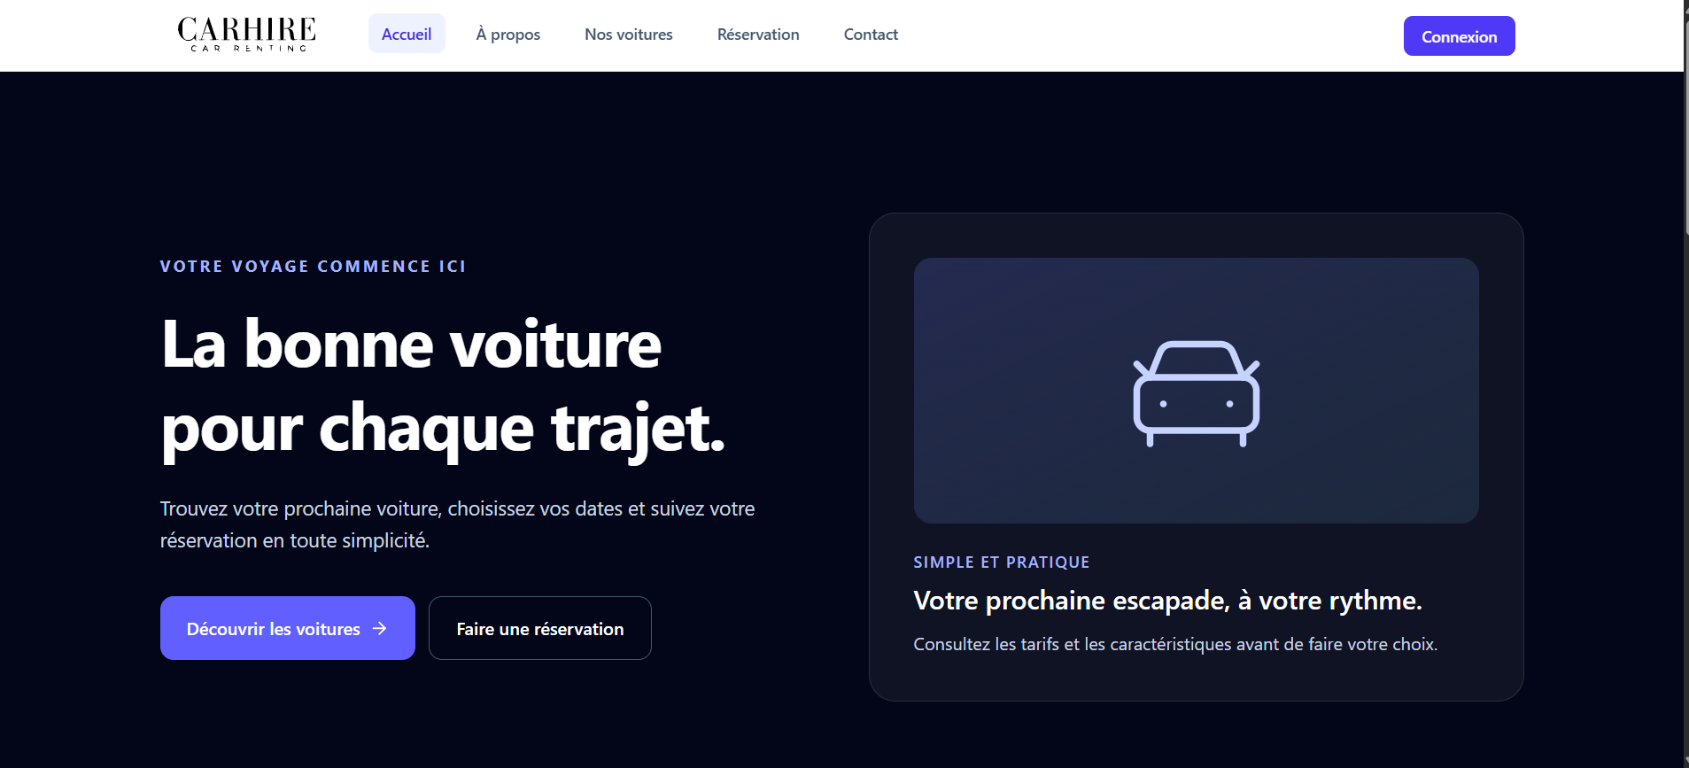 CARHIRE
CAR RENTING
Accueil
À propos
Nos voitures
Réservation
Contact
Connexion
VOTRE VOYAGE COMMENCE ICI
La bonne voiture
pour chaque trajet.
Trouvez votre prochaine voiture, choisissez vos dates et suivez votre
réservation en toute simplicité.
Découvrir les voitures →
Faire une réservation
SIMPLE ET PRATIQUE
Votre prochaine escapade, à votre rythme.
Consultez les tarifs et les caractéristiques avant de faire votre choix.